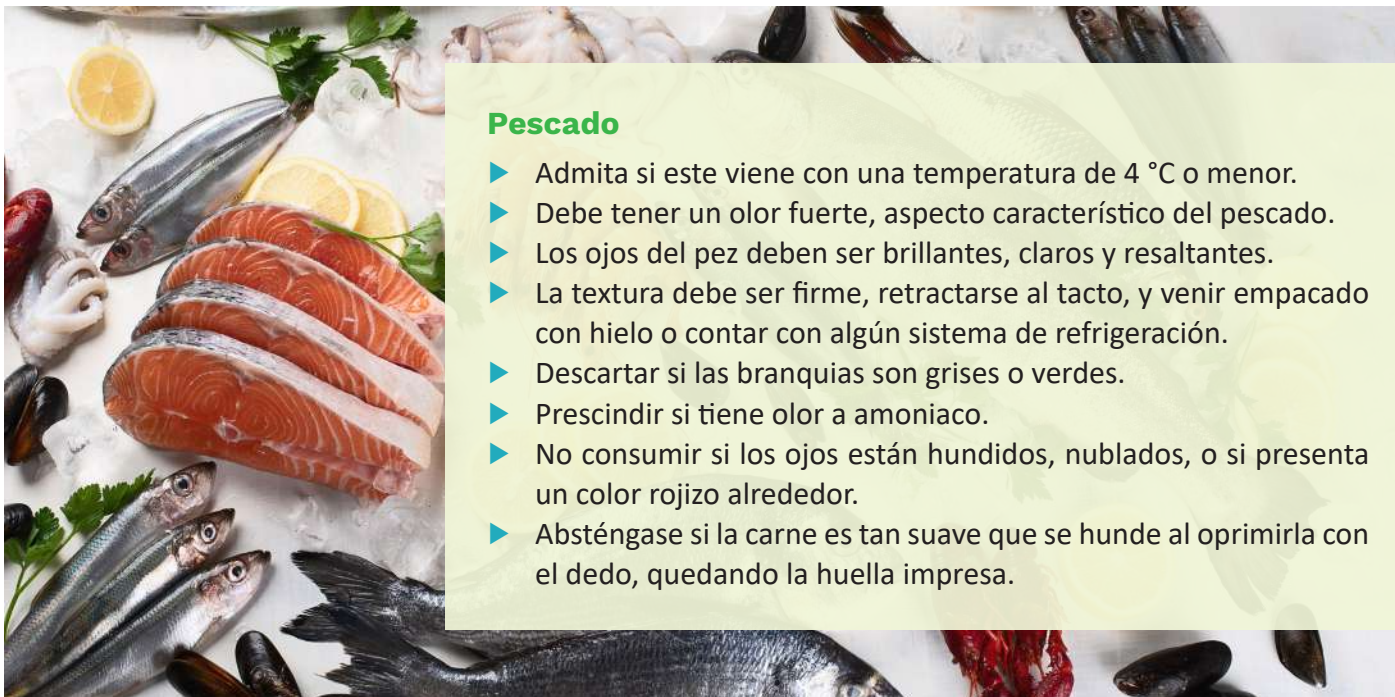 Pescado
Admita si este viene con una temperatura de 4 °C o menor.
Debe tener un olor fuerte, aspecto característico del pescado.
Los ojos del pez deben ser brillantes, claros y resaltantes.
La textura debe ser firme, retractarse al tacto, y venir empacado
con hielo o contar con algún sistema de refrigeración.
Descartar si las branquias son grises o verdes.
Prescindir si tiene olor a amoniaco.
No consumir si los ojos están hundidos, nublados, o si presenta
un color rojizo alrededor.
Absténgase si la carne es tan suave que se hunde al oprimirla con
el dedo, quedando la huella impresa.